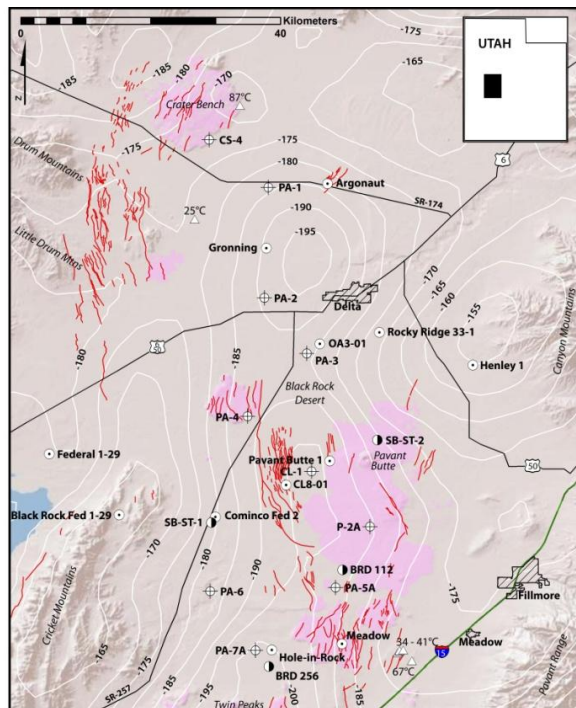 0
40
Kilometers
z
UTAH
-175
-165
-185
-180
-170
87°C
Crater Bench
CS-4
-175
-175
-180
6
Drum Mountains
PA-1
Argonaut
SR-174
-190
25°C
Gronning
-195
Little Drum Mtns
-170
-165
-160
-155
PA-2
Delta
Canyon Mountains
Rocky Ridge 33-1
OA3-01
PA-3
Henley 1
-180
-185
Black Rock
Desert
PA-4
SB-ST-2
Pavant
Butte
Federal 1-29
Pavant Butte 1
CL-1
CL8-01
50
Black Rock Fed 1-29
Cominco Fed 2
SB-ST-1
P-2A
-170
-180
-190
BRD 112
-175
PA-6
PA-5A
Fillmore
Cricket Mountains
Meadow
34 - 41°C
Meadow
15
-165
-175
PA-7A
Hole-in-Rock
67°C
Pavant Range
BRD 256
SR-257
-195
-200
-185
Twin Peaks